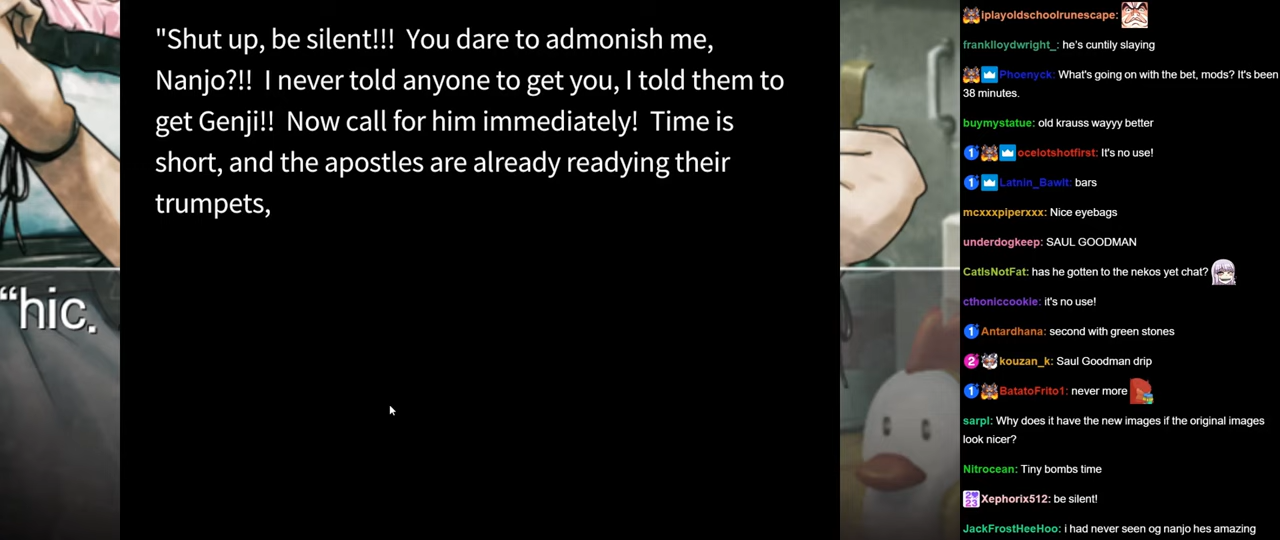 "Shut up, be silent!!!  You dare to admonish me,
Nanjo?!!  I never told anyone to get you, I told them to
get Genji!!  Now call for him immediately!  Time is
short, and the apostles are already readying their
trumpets,
“hic.
iplayoldschoolrunescape:
franklloydwright_: he's cuntily slaying
Phoenyck: What's going on with the bet, mods? It's been
38 minutes.
buymystatue: old krauss wayyy better
1 ocelotshotfirst: It's no use!
1 Latnin_Bawlt: bars
mcxxxpiperxxx: Nice eyebags
underdogkeep: SAUL GOODMAN
CatIsNotFat: has he gotten to the nekos yet chat?
cthoniccookie: it's no use!
1 Antardhana: second with green stones
2 kouzan_k: Saul Goodman drip
1 BatatoFrito1: never more
sarpl: Why does it have the new images if the original images
look nicer?
Nitrocean: Tiny bombs time
2023 Xephorix512: be silent!
JackFrostHeeHoo: i had never seen og nanjo hes amazing